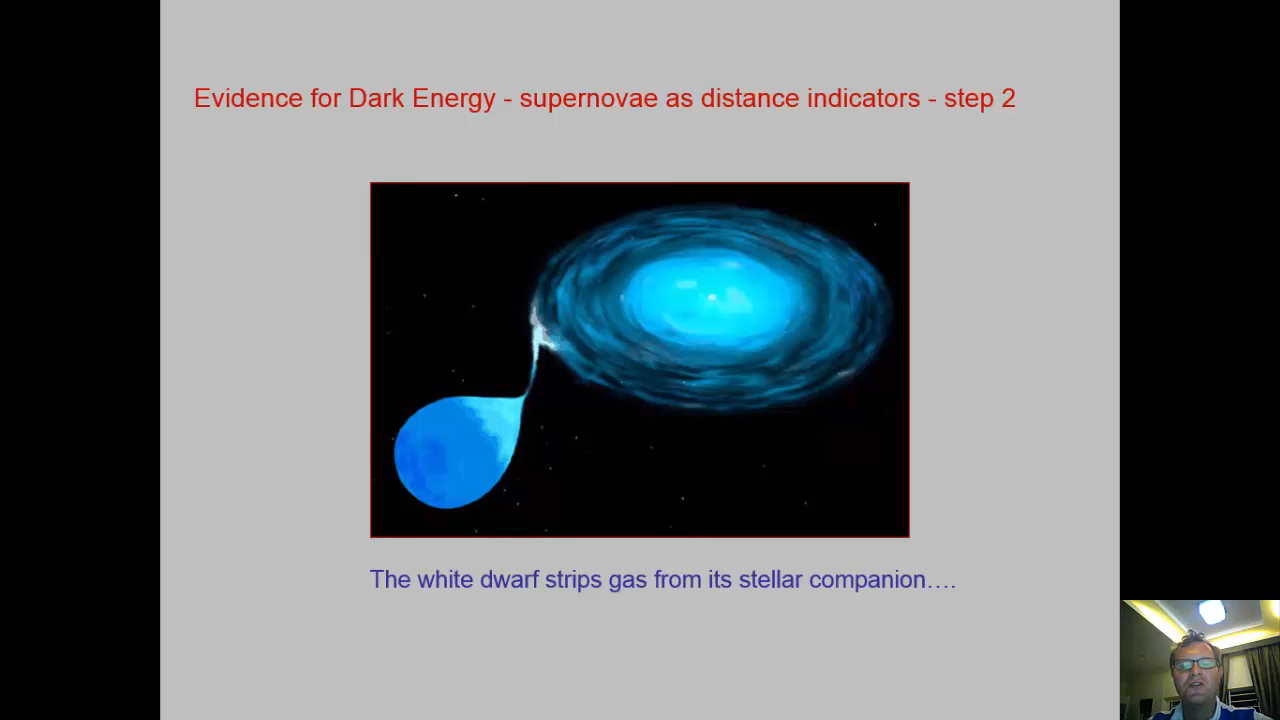 Evidence for Dark Energy - supernovae as distance indicators - step 2
The white dwarf strips gas from its stellar companion….